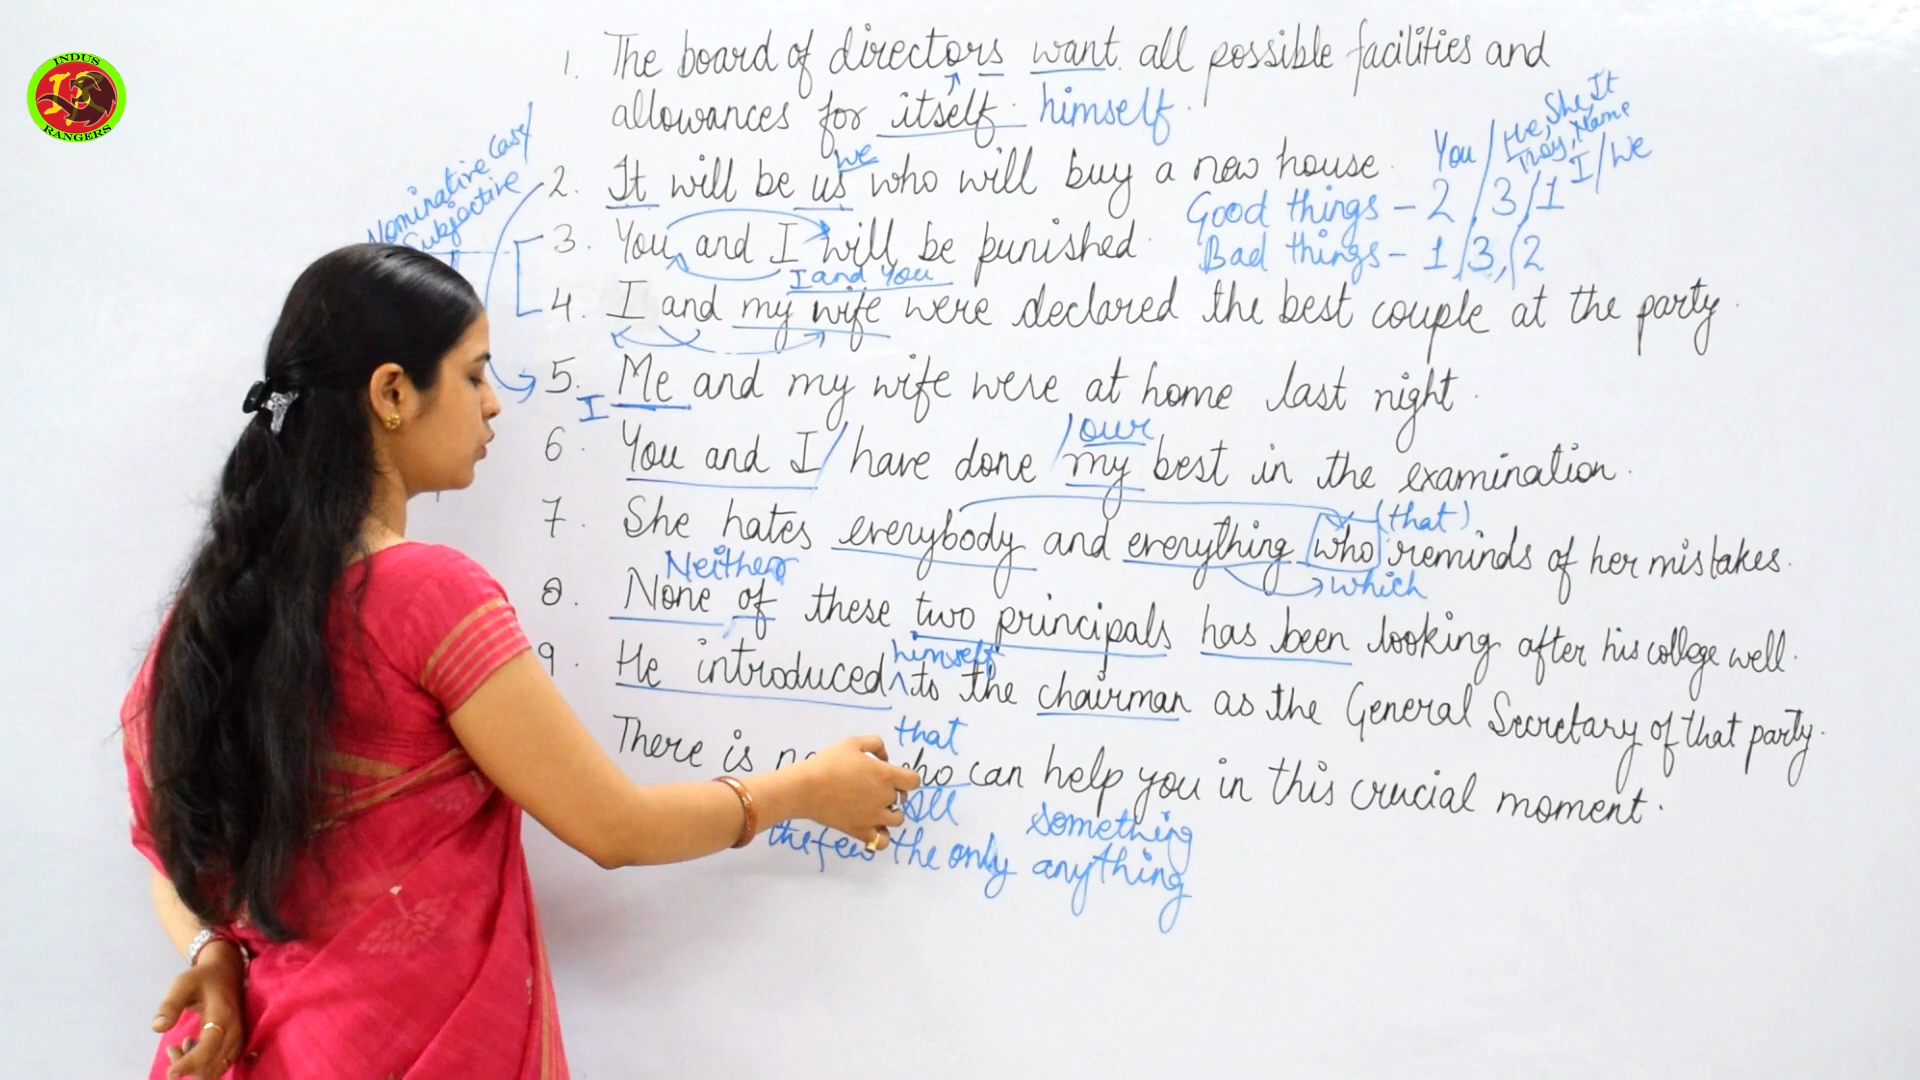 INDUS
RANGERS
1. The board of directors want all possible facilities and
allowances for itself. himself.
Nominative Case/
Subjective
You / He, She, It
They, Name
I/We
we
2. It will be us who will buy a new house.
Good things - 2/3/1
3. You and I will be punished.
Bad things - 1/3,/2
I and You
4. I and my wife were declared the best couple at the party.
5. Me and my wife were at home last night.
I
our
6. You and I / have done / my best in the examination.
(that)
7. She hates everybody and everything who reminds of her mistakes.
Neither
which
8. None of these two principals has been looking after his college well.
himself
9. He introduced ^ to the chairman as the General Secretary of that party.
that
There is can help you in this crucial moment.
All something
the few the only anything